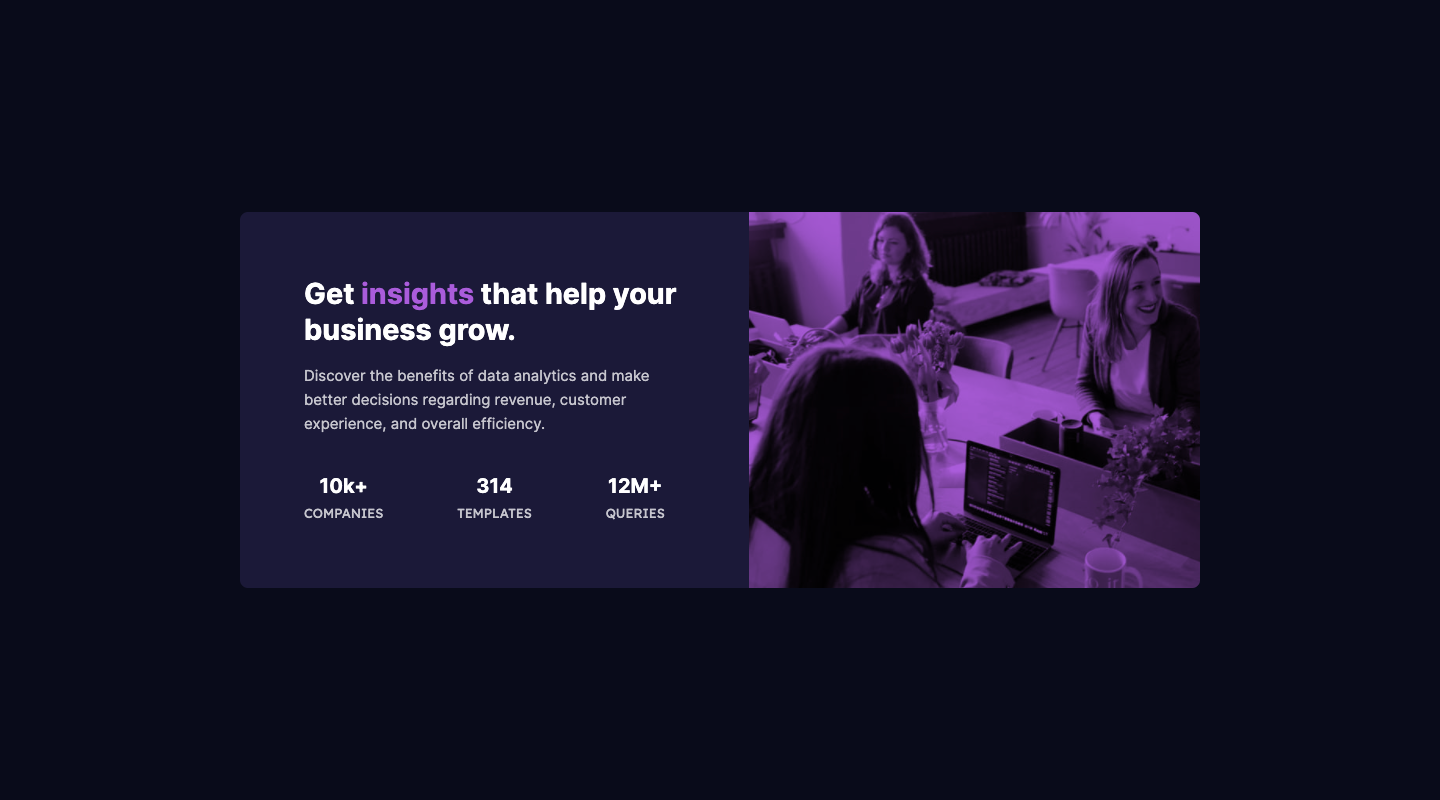 Get insights that help your
business grow.
Discover the benefits of data analytics and make
better decisions regarding revenue, customer
experience, and overall efficiency.
10k+ 314 12M+
COMPANIES TEMPLATES QUERIES